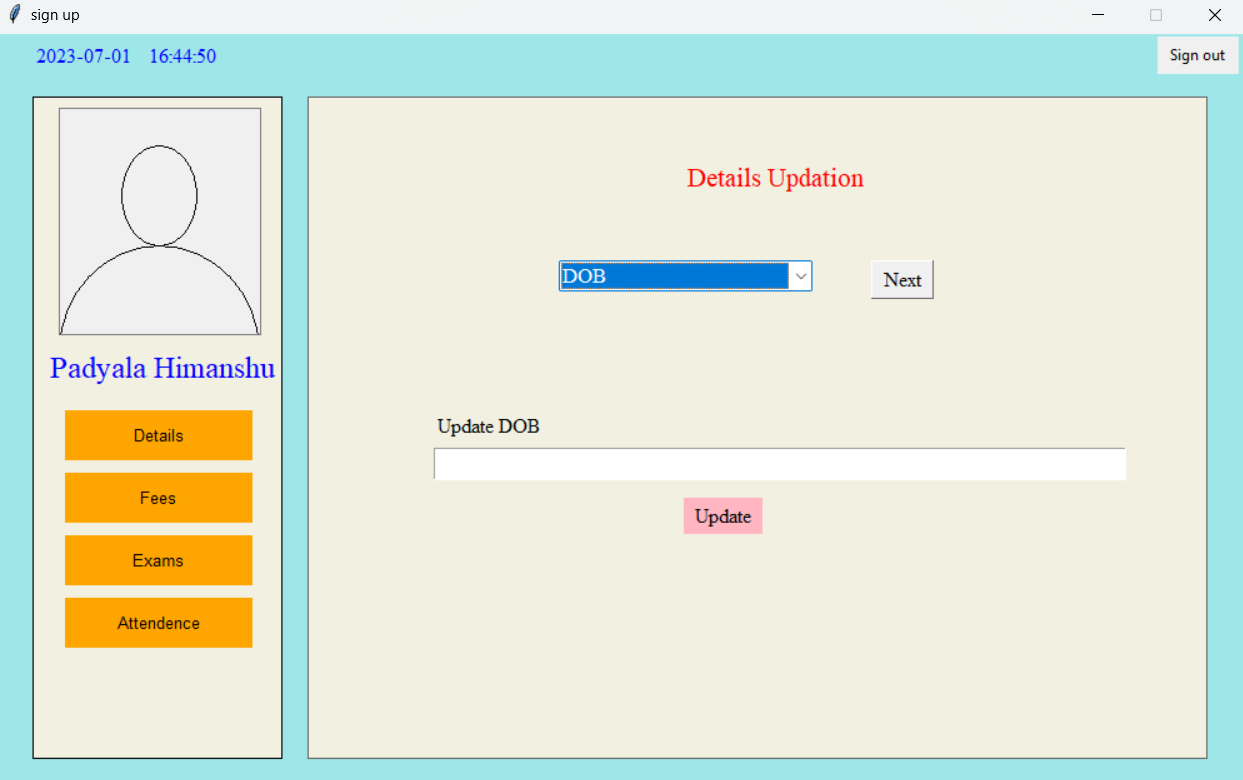 sign up
2023-07-01 16:44:50
Sign out
Padyala Himanshu
Details
Fees
Exams
Attendence
Details Updation
DOB
Next
Update DOB
Update